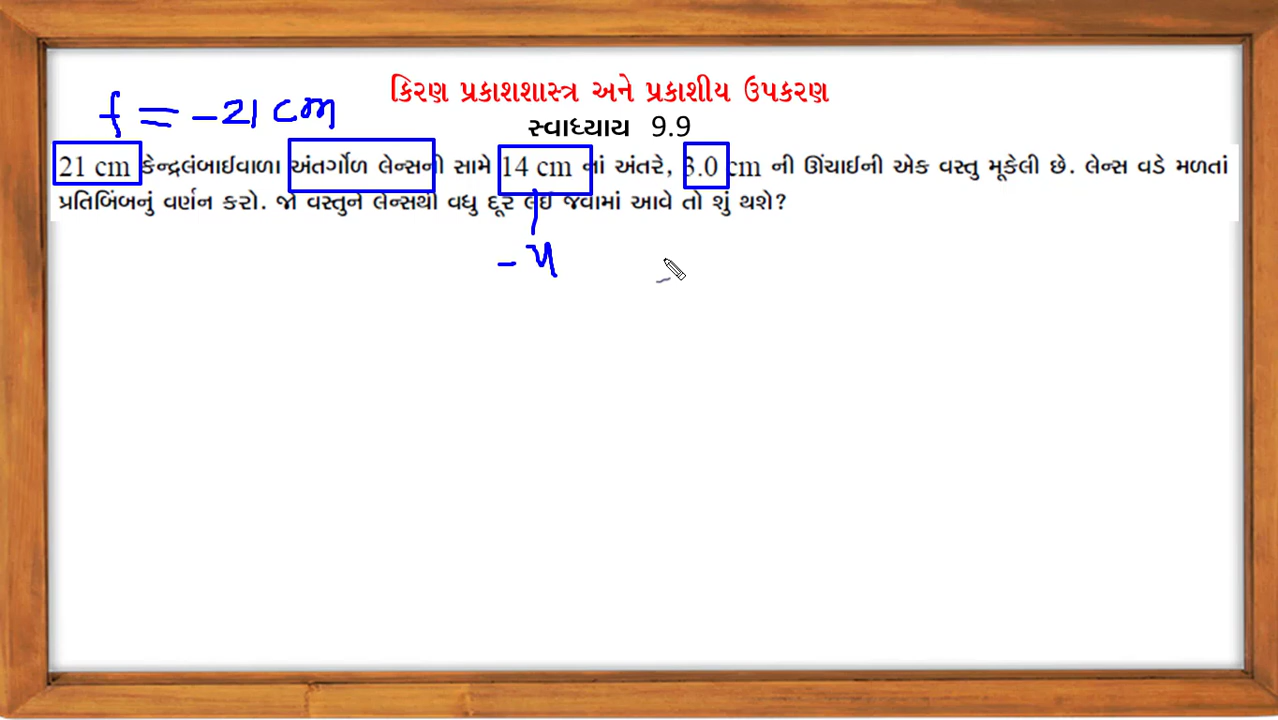 કિરણ પ્રકાશશાસ્ત્ર અને પ્રકાશીય ઉપકરણ
f = -21 cm
સ્વાધ્યાય 9.9
21 cm કેન્દ્રલંબાઈવાળા અંતર્ગોળ લેન્સની સામે 14 cm નાં અંતરે, 3.0 cm ની ઊંચાઈની એક વસ્તુ મૂકેલી છે. લેન્સ વડે મળતાં
પ્રતિબિંબનું વર્ણન કરો. જો વસ્તુને લેન્સથી વધુ દૂર લઈ જવામાં આવે તો શું થશે?
- u